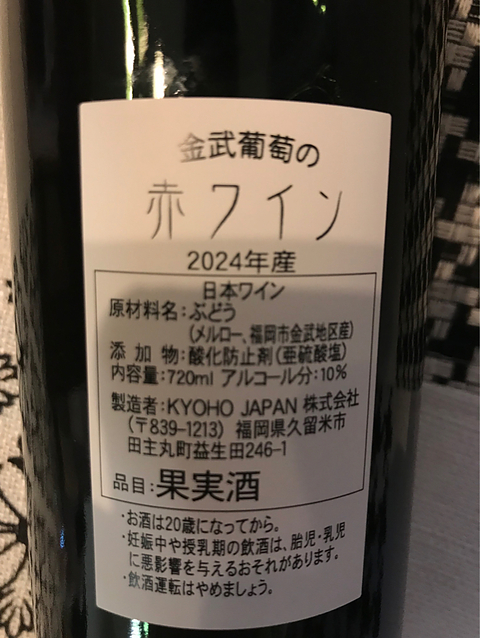 金武葡萄の
赤ワイン
2024年産
日本ワイン
原材料名:ぶどう
(メルロー、福岡市金武地区産)
添加物:酸化防止剤(亜硫酸塩)
内容量:720ml アルコール分:10%
製造者:KYOHO JAPAN 株式会社
(〒839-1213) 福岡県久留米市
田主丸町益生田246-1
品目:果実酒
・お酒は20歳になってから。
・妊娠中や授乳期の飲酒は、胎児・乳児
に悪影響を与えるおそれがあります。
・飲酒運転はやめましょう。